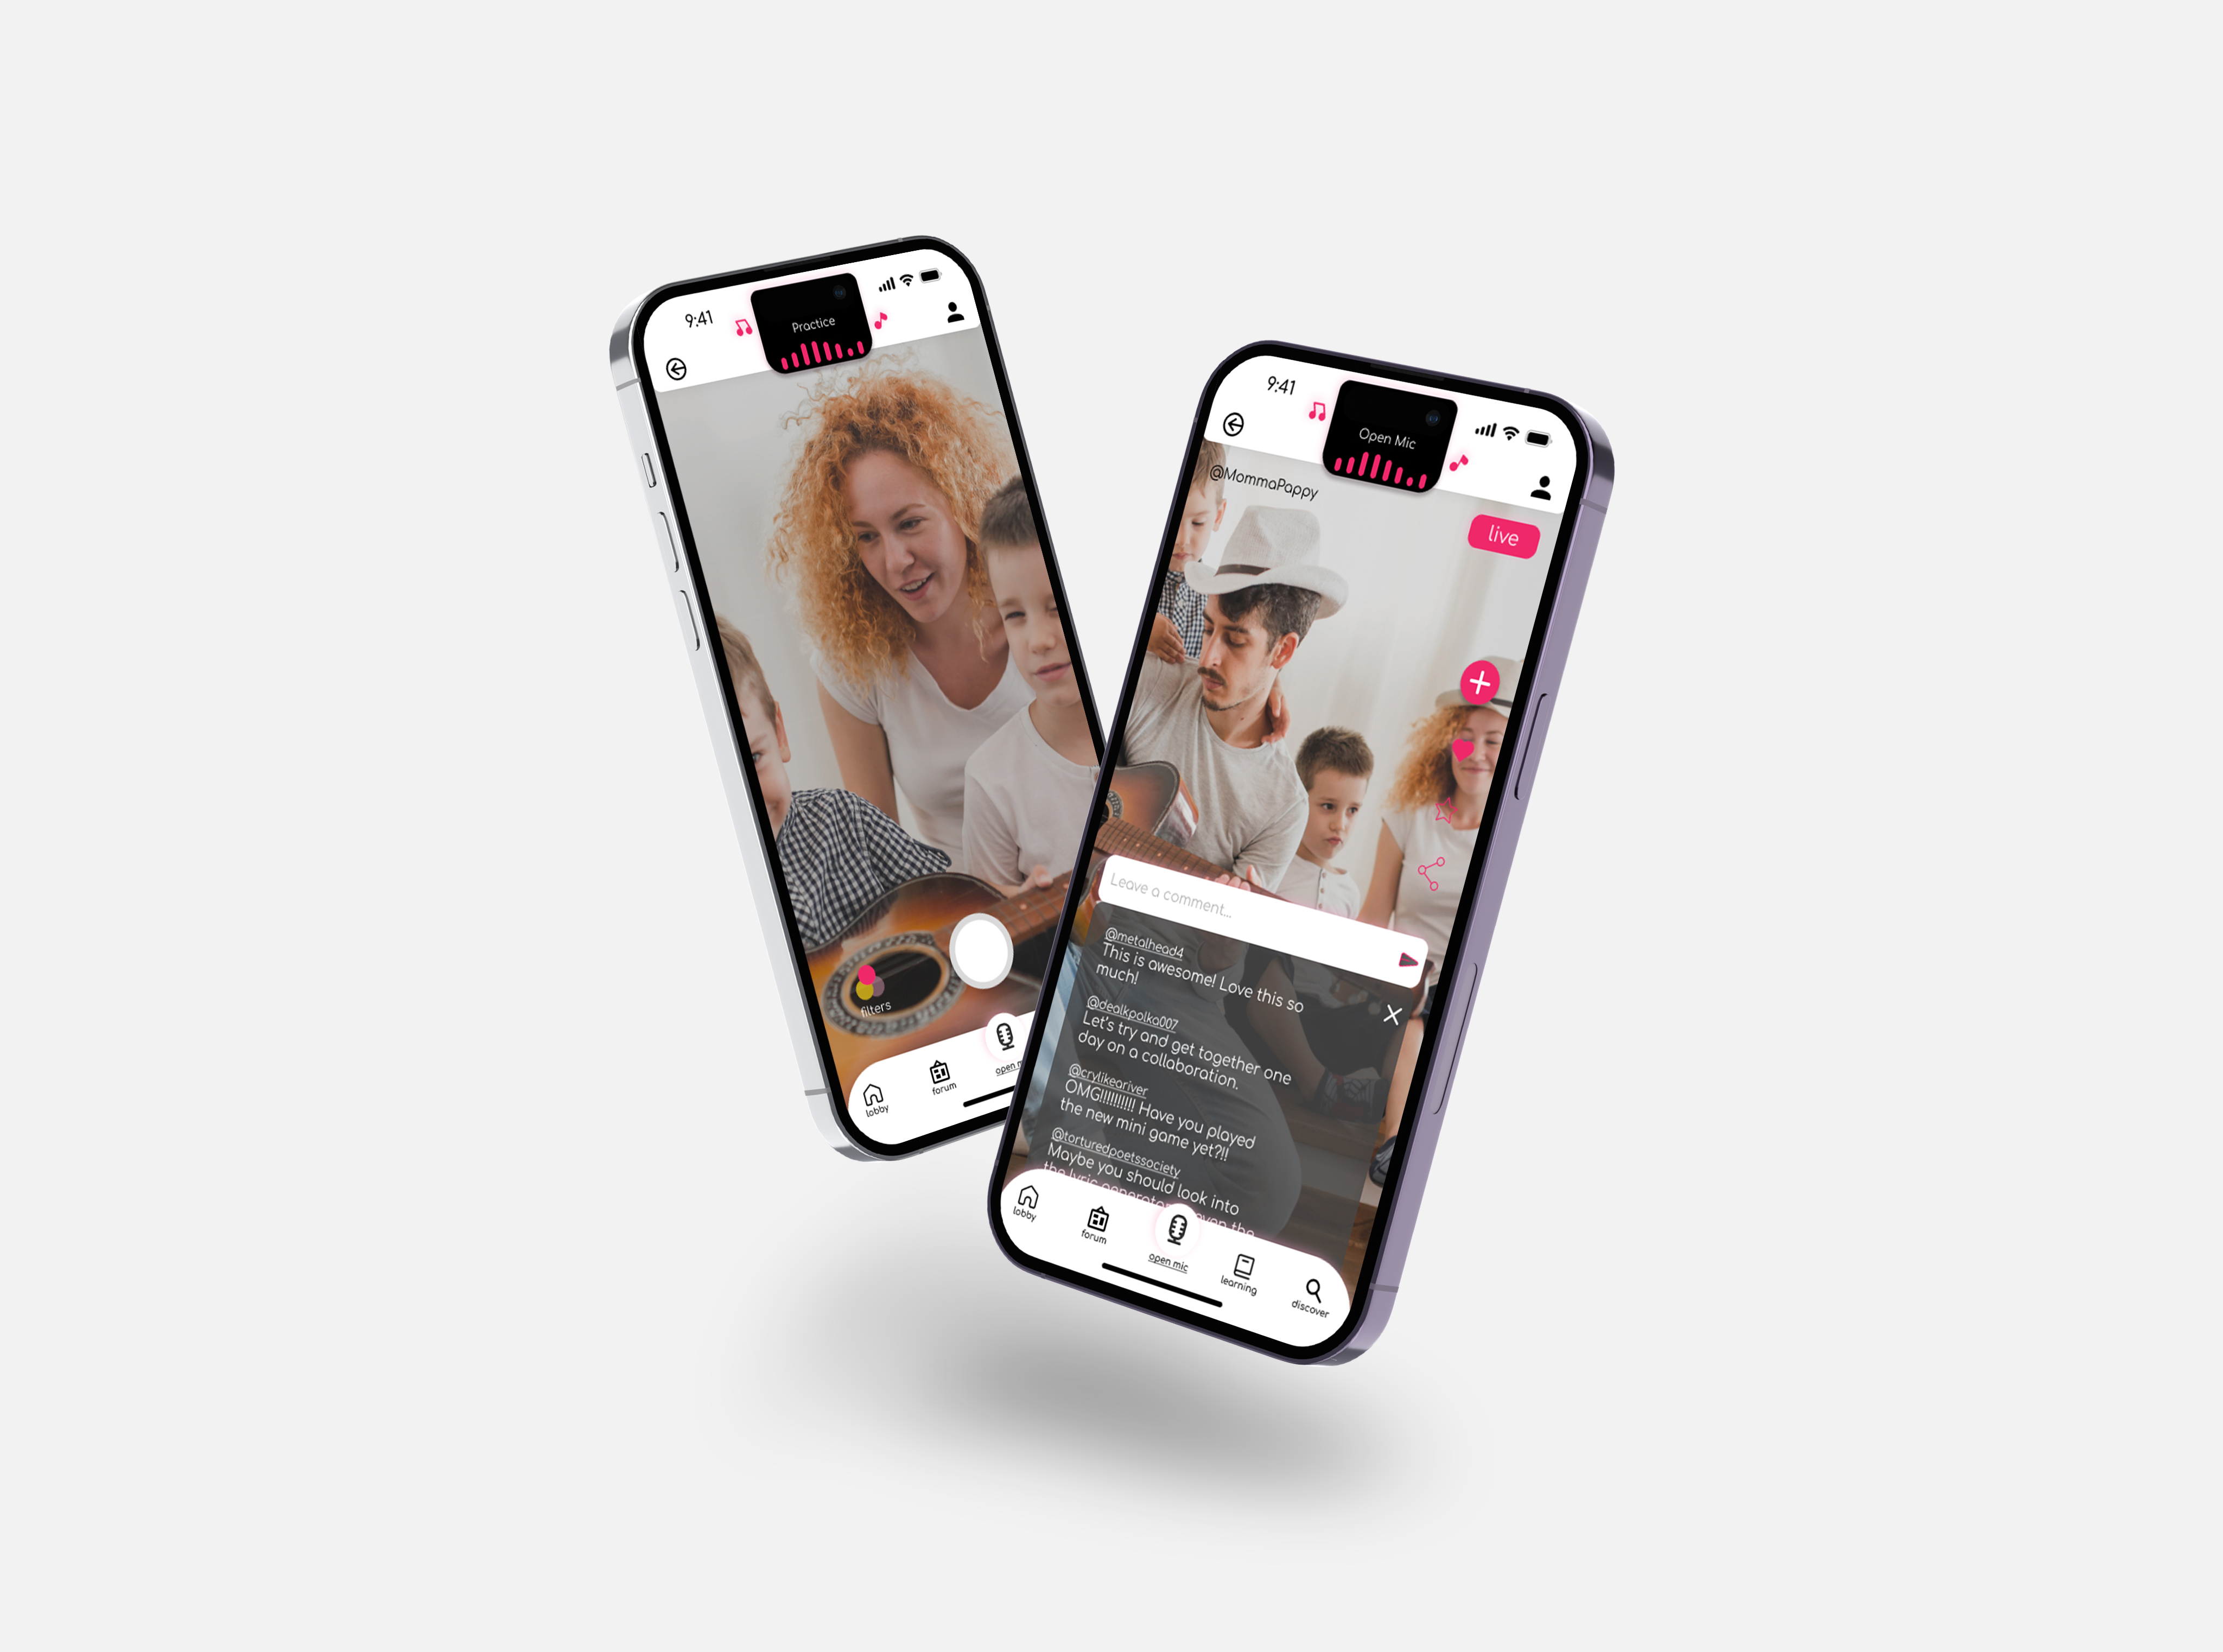 9:41
Practice
filters
lobby
forum
open
9:41
Open Mic
@MommaPappy
live
Leave a comment...
@metalhead4
This is awesome! Love this so
much!
@dealkpolka007
Let's try and get together one
day on a collaboration.
@crylikeariver
OMG!!!!!!!!!! Have you played
the new mini game yet?!!
@torturedpoetssociety
Maybe you should look into
the lyric generator even the
lobby
forum
open mic
learning
discover